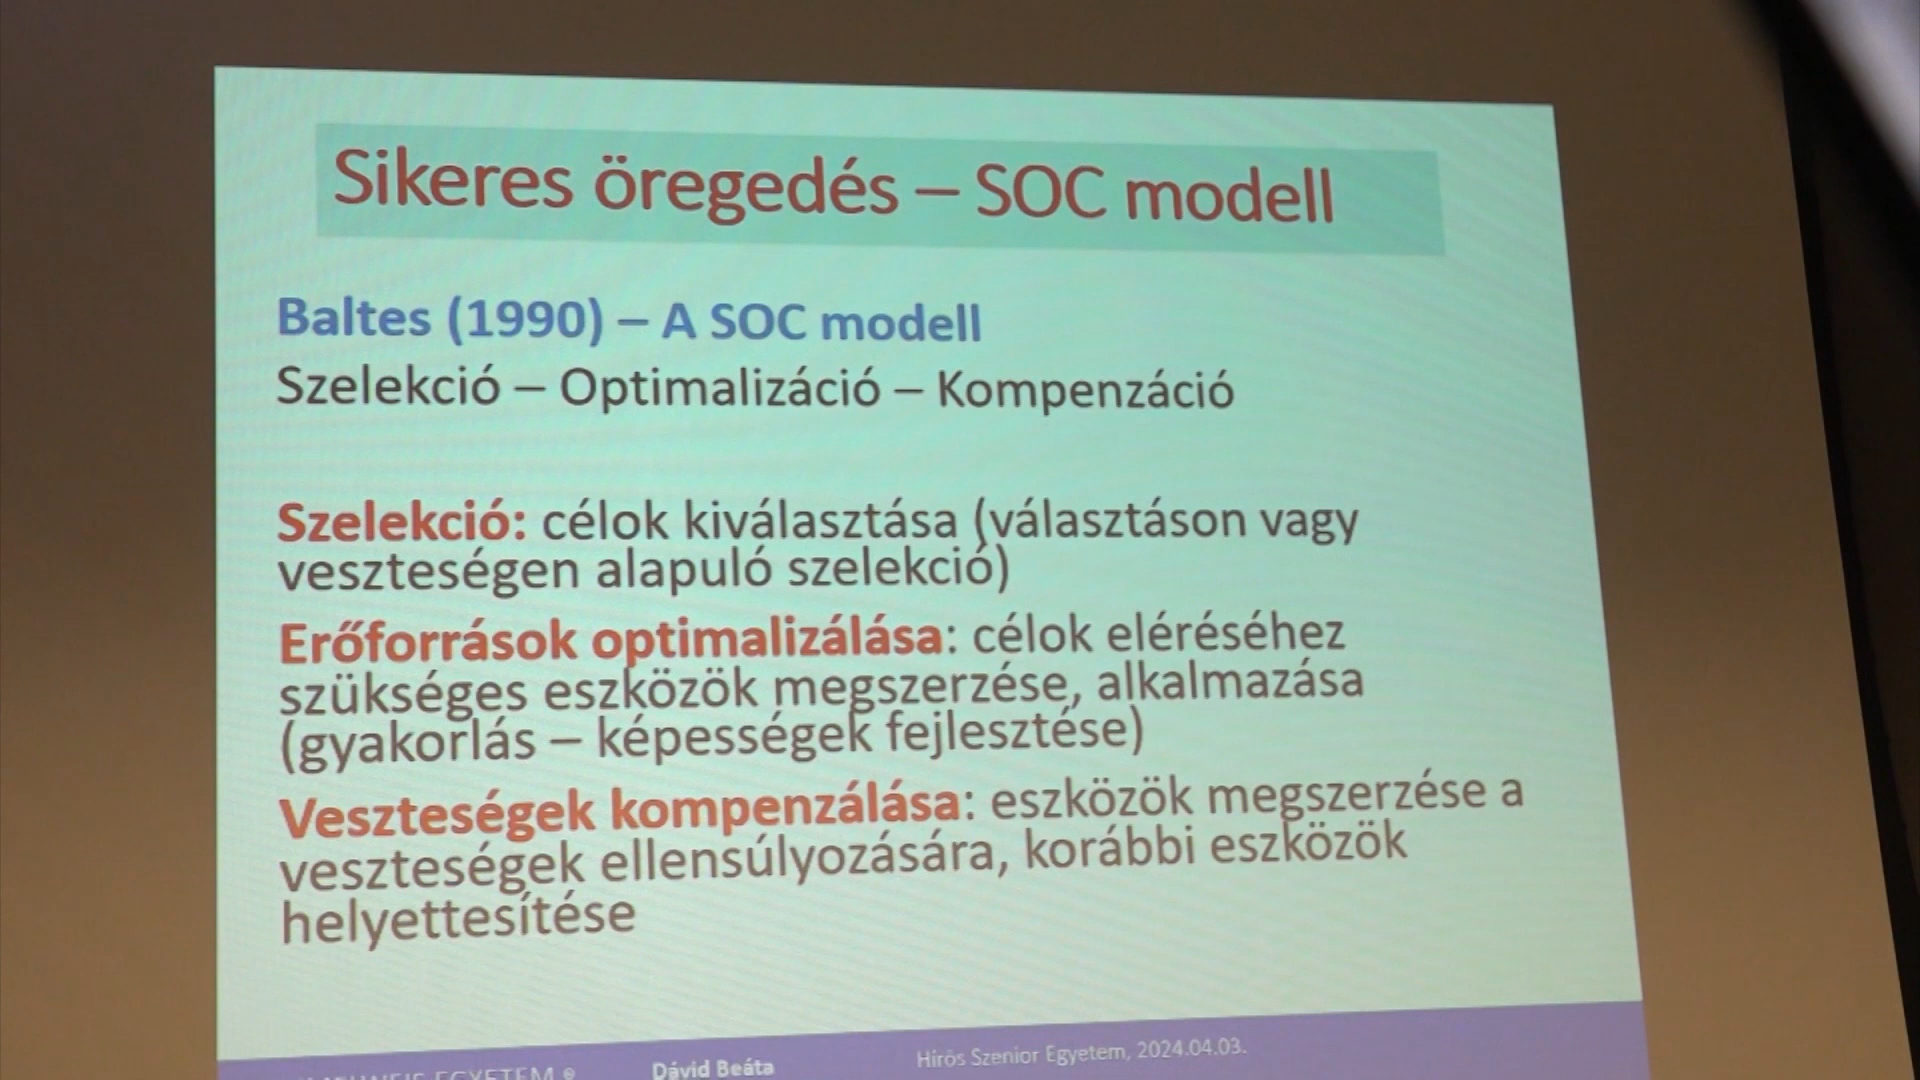 Sikeres öregedés – SOC modell
Baltes (1990) – A SOC modell
Szelekció – Optimalizáció – Kompenzáció
Szelekció: célok kiválasztása (választáson vagy
veszteségen alapuló szelekció)
Erőforrások optimalizálása: célok eléréséhez
szükséges eszközök megszerzése, alkalmazása
(gyakorlás – képességek fejlesztése)
Veszteségek kompenzálása: eszközök megszerzése a
veszteségek ellensúlyozására, korábbi eszközök
helyettesítése
EGYETEM
Dávid Beáta
Hírös Szenior Egyetem, 2024.04.03.